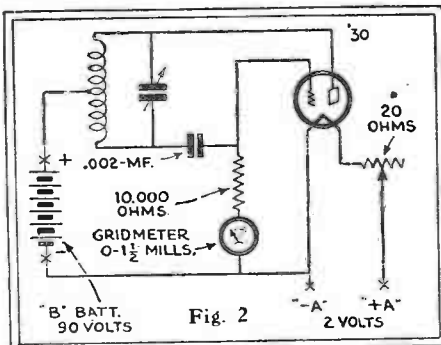 '30
20
OHMS
+
.002-MF.
10,000
OHMS
GRIDMETER
0-1½ MILLS.
-
"B" BATT.
90 VOLTS
Fig. 2
"-A" "+A"
2 VOLTS